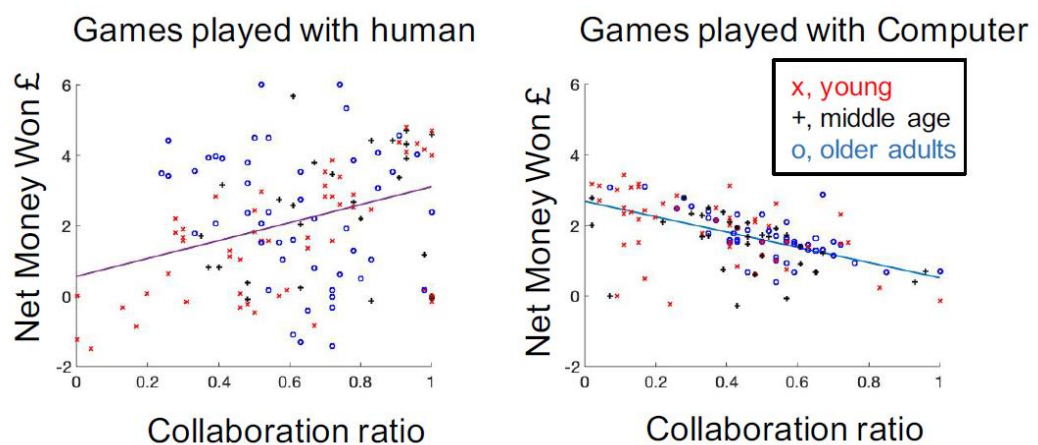 Games played with human
Games played with Computer
Net Money Won £
6
4
2
0
-2
0
0.2
0.4
0.6
0.8
1
Collaboration ratio
Net Money Won £
6
4
2
0
-2
0
0.2
0.4
0.6
0.8
1
Collaboration ratio
x, young
+, middle age
o, older adults